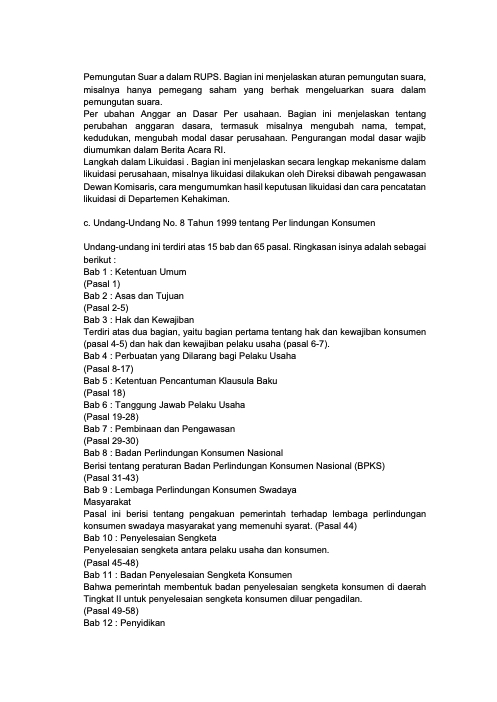 Pemungutan Suar a dalam RUPS. Bagian ini menjelaskan aturan pemungutan suara,
misalnya hanya pemegang saham yang berhak mengeluarkan suara dalam
pemungutan suara.
Per ubahan Anggar an Dasar Per usahaan. Bagian ini menjelaskan tentang
perubahan anggaran dasara, termasuk misalnya mengubah nama, tempat,
kedudukan, mengubah modal dasar perusahaan. Pengurangan modal dasar wajib
diumumkan dalam Berita Acara RI.
Langkah dalam Likuidasi . Bagian ini menjelaskan secara lengkap mekanisme dalam
likuidasi perusahaan, misalnya likuidasi dilakukan oleh Direksi dibawah pengawasan
Dewan Komisaris, cara mengumumkan hasil keputusan likuidasi dan cara pencatatan
likuidasi di Departemen Kehakiman.
c. Undang-Undang No. 8 Tahun 1999 tentang Per lindungan Konsumen
Undang-undang ini terdiri atas 15 bab dan 65 pasal. Ringkasan isinya adalah sebagai
berikut :
Bab 1 : Ketentuan Umum
(Pasal 1)
Bab 2 : Asas dan Tujuan
(Pasal 2-5)
Bab 3 : Hak dan Kewajiban
Terdiri atas dua bagian, yaitu bagian pertama tentang hak dan kewajiban konsumen
(pasal 4-5) dan hak dan kewajiban pelaku usaha (pasal 6-7).
Bab 4 : Perbuatan yang Dilarang bagi Pelaku Usaha
(Pasal 8-17)
Bab 5 : Ketentuan Pencantuman Klausula Baku
(Pasal 18)
Bab 6 : Tanggung Jawab Pelaku Usaha
(Pasal 19-28)
Bab 7 : Pembinaan dan Pengawasan
(Pasal 29-30)
Bab 8 : Badan Perlindungan Konsumen Nasional
Berisi tentang peraturan Badan Perlindungan Konsumen Nasional (BPKS)
(Pasal 31-43)
Bab 9 : Lembaga Perlindungan Konsumen Swadaya
Masyarakat
Pasal ini berisi tentang pengakuan pemerintah terhadap lembaga perlindungan
konsumen swadaya masyarakat yang memenuhi syarat. (Pasal 44)
Bab 10 : Penyelesaian Sengketa
Penyelesaian sengketa antara pelaku usaha dan konsumen.
(Pasal 45-48)
Bab 11 : Badan Penyelesaian Sengketa Konsumen
Bahwa pemerintah membentuk badan penyelesaian sengketa konsumen di daerah
Tingkat II untuk penyelesaian sengketa konsumen diluar pengadilan.
(Pasal 49-58)
Bab 12 : Penyidikan